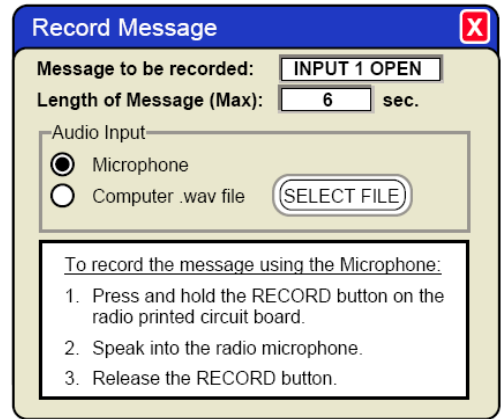 Record Message X
Message to be recorded: INPUT 1 OPEN
Length of Message (Max): 6 sec.
Audio Input
Microphone
Computer .wav file SELECT FILE
To record the message using the Microphone:
1. Press and hold the RECORD button on the
radio printed circuit board.
2. Speak into the radio microphone.
3. Release the RECORD button.